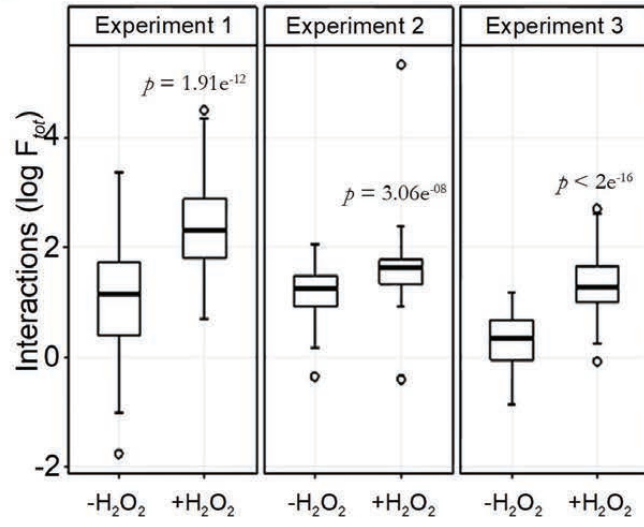 Experiment 1 Experiment 2 Experiment 3
p = 1.91e⁻¹²
p = 3.06e⁻⁰⁸
p < 2e⁻¹⁶
Interactions (log F_tot)
4
2
0
-2
-H₂O₂ +H₂O₂ -H₂O₂ +H₂O₂ -H₂O₂ +H₂O₂